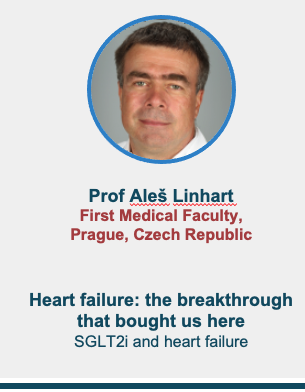 Prof Aleš Linhart
First Medical Faculty,
Prague, Czech Republic
Heart failure: the breakthrough
that bought us here
SGLT2i and heart failure